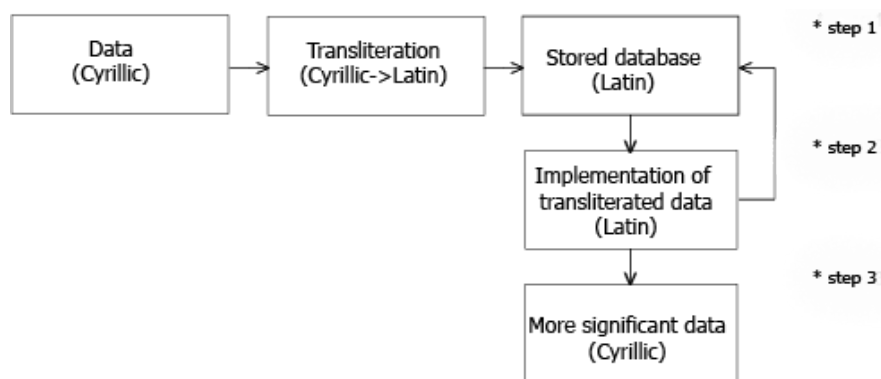 Data
(Cyrillic)
Transliteration
(Cyrillic->Latin)
Stored database
(Latin)
* step 1
Implementation of
transliterated data
(Latin)
* step 2
More significant data
(Cyrillic)
* step 3